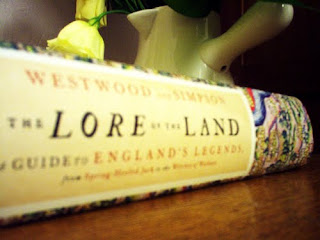 WESTWOOD AND SIMPSON
THE LORE OF THE LAND
A GUIDE TO ENGLAND'S LEGENDS,
from Spring-Heeled Jack to the Witches of Warboys